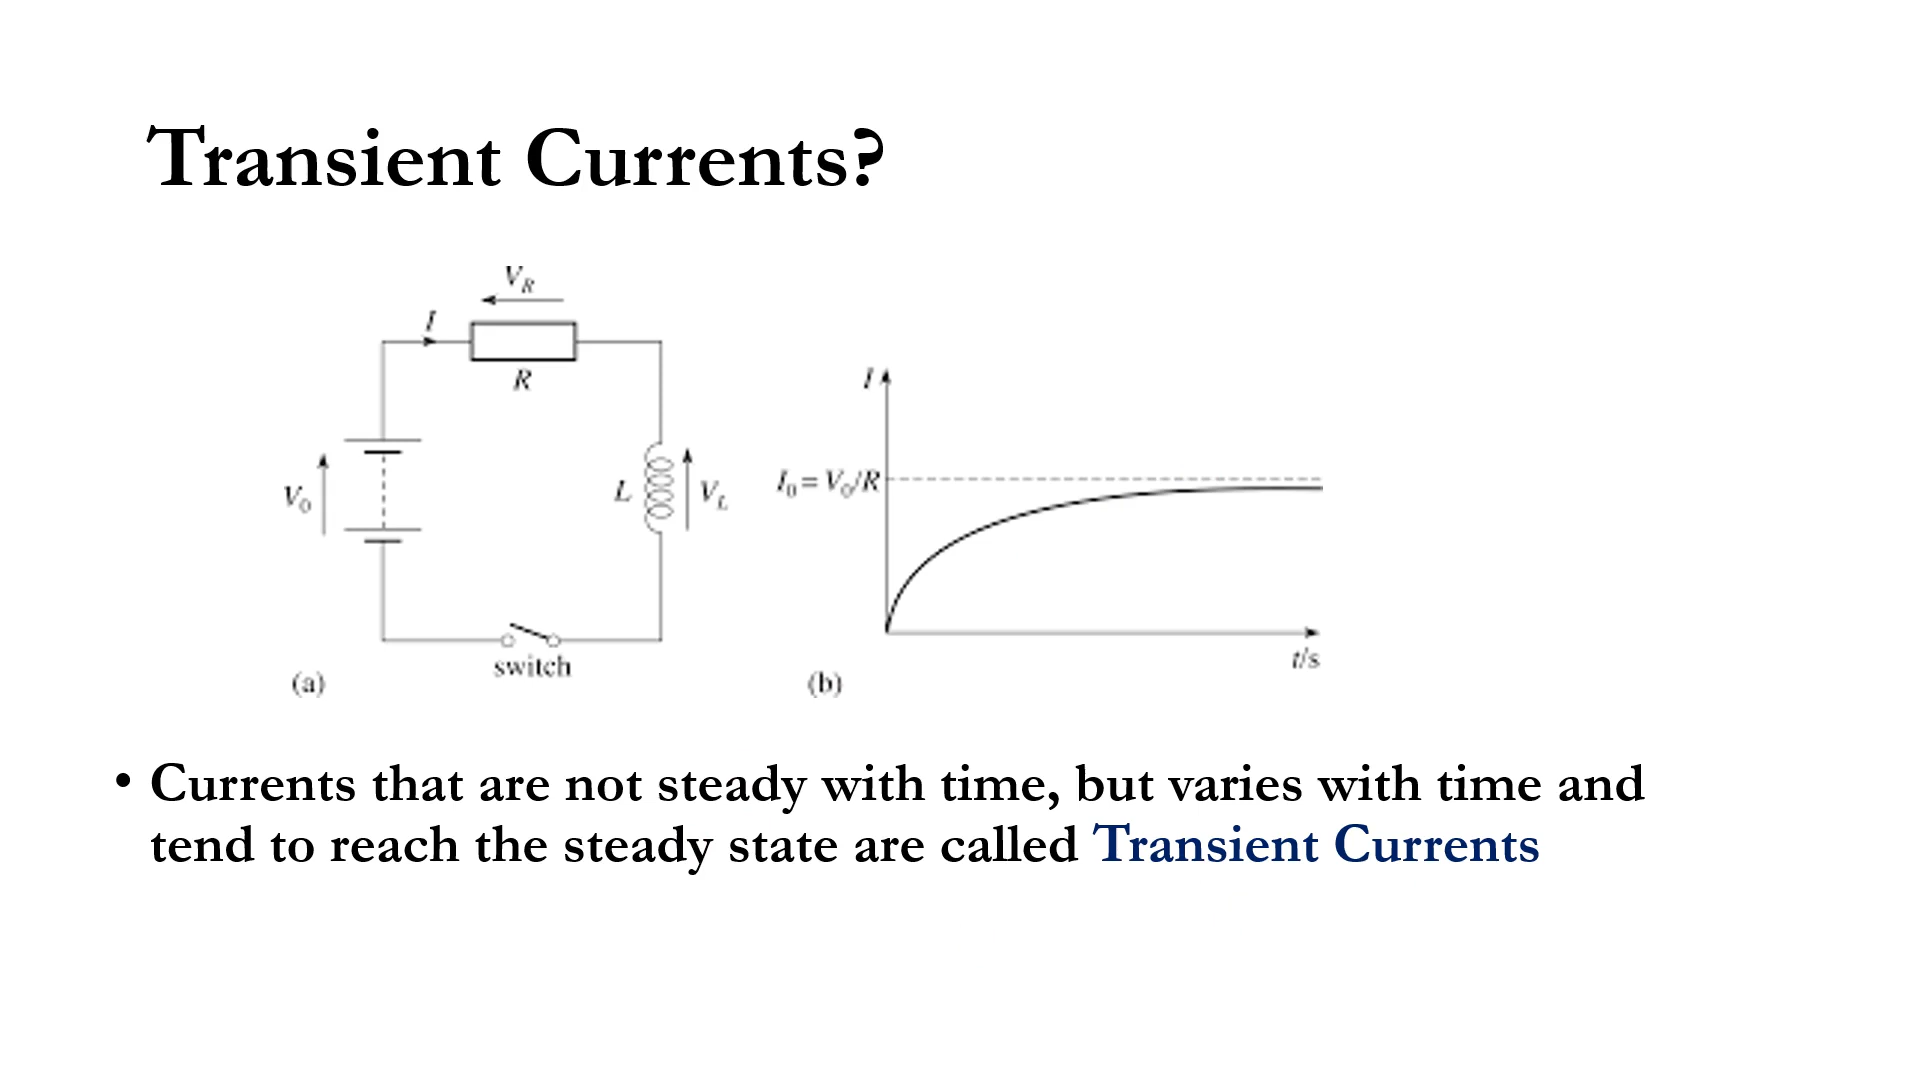 Transient Currents?
V_R
I
R
V_0
L
V_L
switch
(a)
I
I_0 = V_0/R
t/s
(b)
• Currents that are not steady with time, but varies with time and
tend to reach the steady state are called Transient Currents